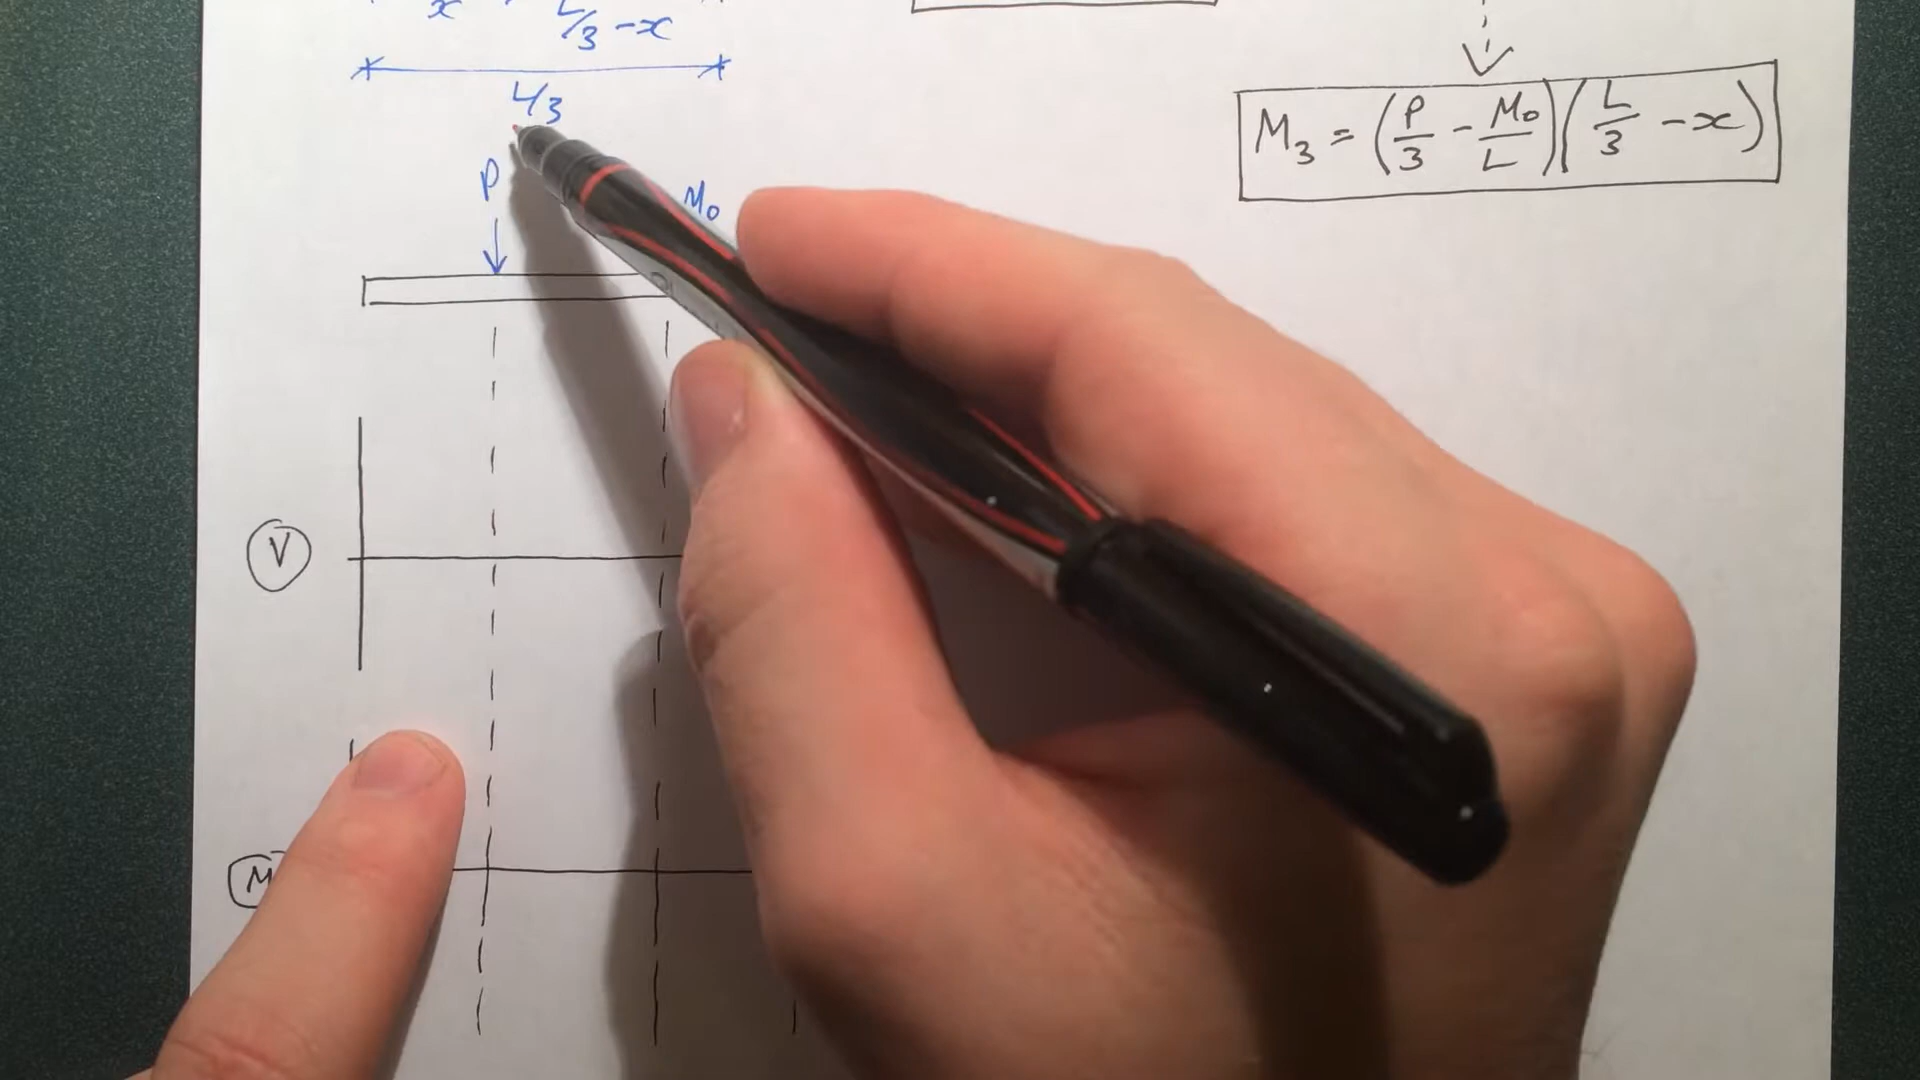 x L/3 - x
L/3
M₃ = (P/3 - M₀/L)(L/3 - x)
P
M₀
V
M